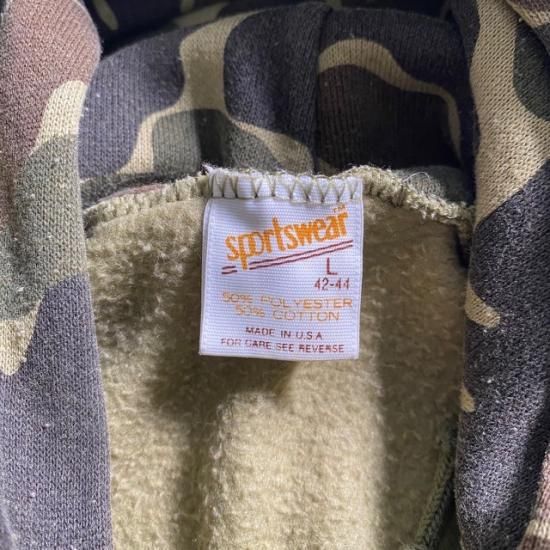 sportswear™
L
42-44
50% POLYESTER
50% COTTON
MADE IN U.S.A
FOR CARE SEE REVERSE